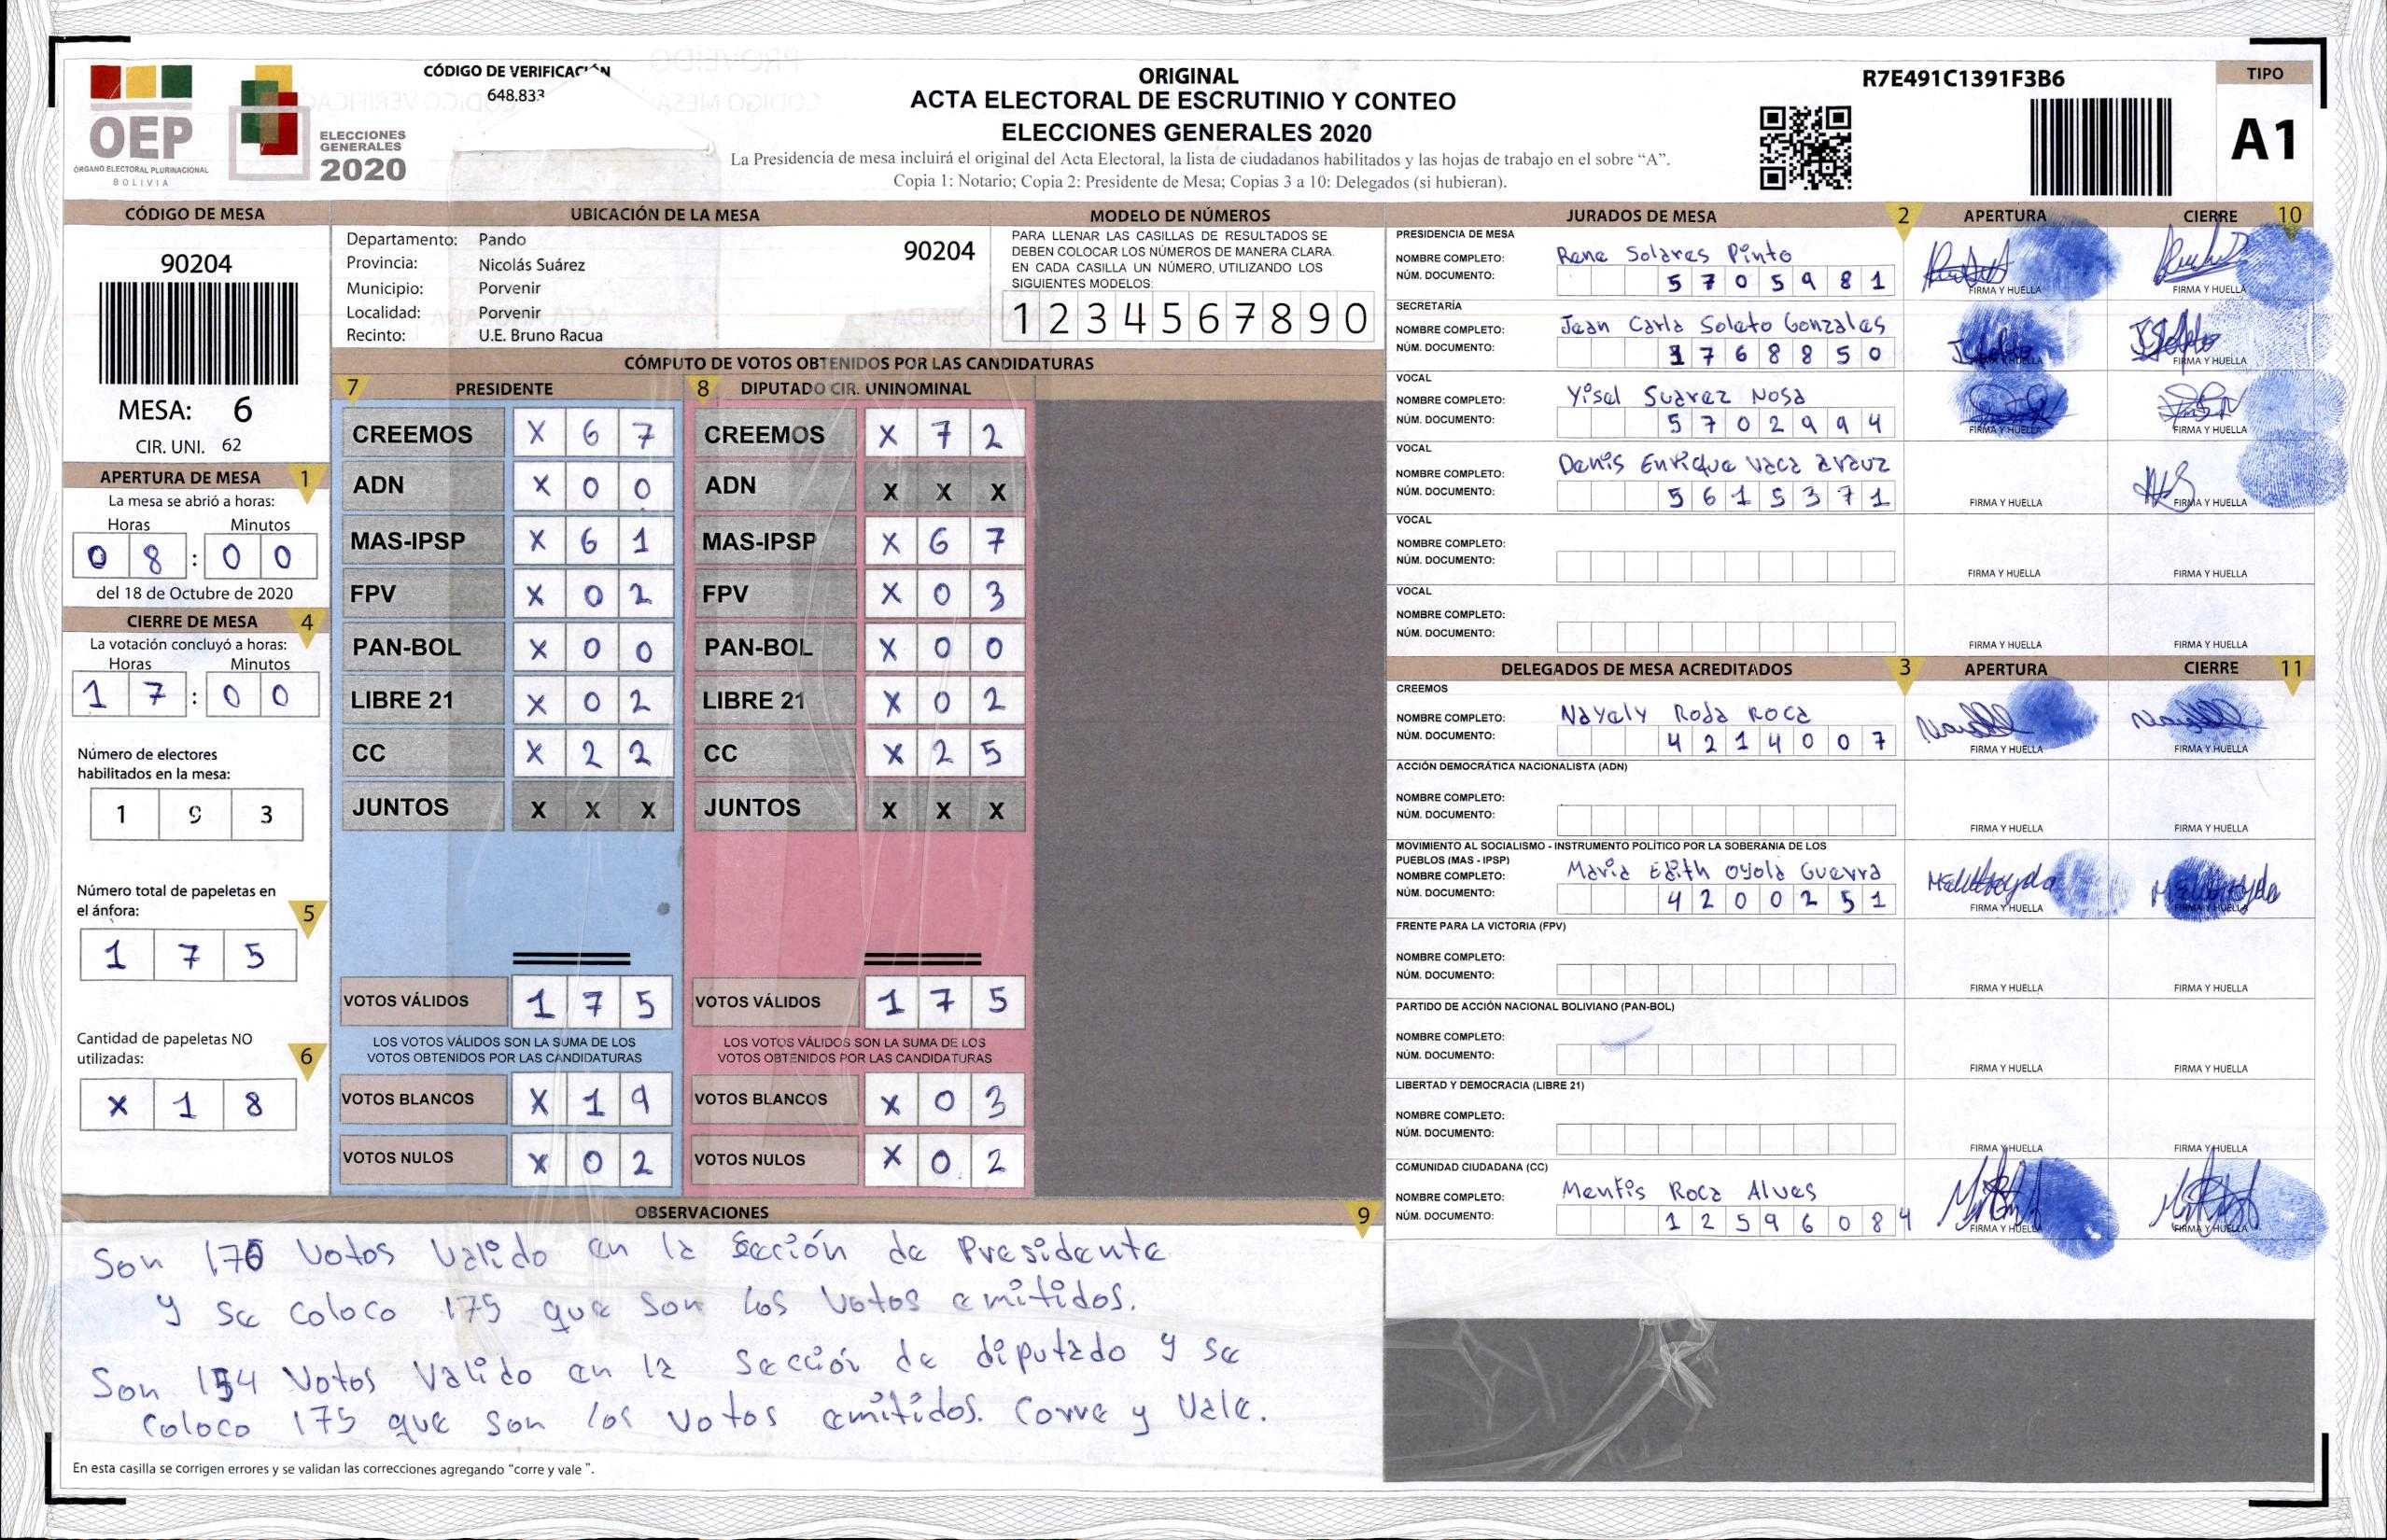 CÓDIGO DE VERIFICACIÓN
648.833
OEP
ÓRGANO ELECTORAL PLURINACIONAL
BOLIVIA
ELECCIONES
GENERALES
2020
ORIGINAL
ACTA ELECTORAL DE ESCRUTINIO Y CONTEO
ELECCIONES GENERALES 2020
La Presidencia de mesa incluirá el original del Acta Electoral, la lista de ciudadanos habilitados y las hojas de trabajo en el sobre “A”.
Copia 1: Notario; Copia 2: Presidente de Mesa; Copias 3 a 10: Delegados (si hubieran).
R7E491C1391F3B6
TIPO
A1
CÓDIGO DE MESA
90204
MESA: 6
CIR. UNI. 62
APERTURA DE MESA 1
La mesa se abrió a horas:
Horas Minutos
0 8 : 0 0
del 18 de Octubre de 2020
CIERRE DE MESA 4
La votación concluyó a horas:
Horas Minutos
1 7 : 0 0
Número de electores
habilitados en la mesa:
1 9 3
Número total de papeletas en
el ánfora: 5
1 7 5
Cantidad de papeletas NO
utilizadas: 6
x 1 8
UBICACIÓN DE LA MESA
Departamento: Pando 90204
Provincia: Nicolás Suárez
Municipio: Porvenir
Localidad: Porvenir
Recinto: U.E. Bruno Racua
MODELO DE NÚMEROS
PARA LLENAR LAS CASILLAS DE RESULTADOS SE
DEBEN COLOCAR LOS NÚMEROS DE MANERA CLARA.
EN CADA CASILLA UN NÚMERO, UTILIZANDO LOS
SIGUIENTES MODELOS:
1 2 3 4 5 6 7 8 9 0
CÓMPUTO DE VOTOS OBTENIDOS POR LAS CANDIDATURAS
7 PRESIDENTE
CREEMOS X 6 7
ADN X 0 0
MAS-IPSP X 6 1
FPV X 0 2
PAN-BOL X 0 0
LIBRE 21 X 0 2
CC X 2 2
JUNTOS X X X
VOTOS VÁLIDOS 1 7 5
LOS VOTOS VÁLIDOS SON LA SUMA DE LOS
VOTOS OBTENIDOS POR LAS CANDIDATURAS
VOTOS BLANCOS X 1 9
VOTOS NULOS X 0 2
8 DIPUTADO CIR. UNINOMINAL
CREEMOS X 7 2
ADN X X X
MAS-IPSP X 6 7
FPV X 0 3
PAN-BOL X 0 0
LIBRE 21 X 0 2
CC X 2 5
JUNTOS X X X
VOTOS VÁLIDOS 1 7 5
LOS VOTOS VÁLIDOS SON LA SUMA DE LOS
VOTOS OBTENIDOS POR LAS CANDIDATURAS
VOTOS BLANCOS X 0 3
VOTOS NULOS X 0 2
OBSERVACIONES 9
Son votos valido en la sección de Presidente
y se coloco 175 que son los votos emitidos.
Son votos valido en la sección de diputado y se
coloco 175 que son los votos emitidos. Corre y Vale.
En esta casilla se corrigen errores y se validan las correcciones agregando “corre y vale ”.
JURADOS DE MESA 2 APERTURA CIERRE 10
PRESIDENCIA DE MESA
NOMBRE COMPLETO: Rene Solares Pinto
NÚM. DOCUMENTO: 5 7 0 5 9 8 1
FIRMA Y HUELLA FIRMA Y HUELLA
SECRETARÍA
NOMBRE COMPLETO: Jean Carla Soleto Gonzales
NÚM. DOCUMENTO: 1 7 6 8 8 5 0
FIRMA Y HUELLA FIRMA Y HUELLA
VOCAL
NOMBRE COMPLETO: Yisel Suarez Nosa
NÚM. DOCUMENTO: 5 7 0 2 9 9 4
FIRMA Y HUELLA FIRMA Y HUELLA
VOCAL
NOMBRE COMPLETO: Denis Enrique Vaca Arauz
NÚM. DOCUMENTO: 5 6 1 5 3 7 1
FIRMA Y HUELLA FIRMA Y HUELLA
VOCAL
NOMBRE COMPLETO:
NÚM. DOCUMENTO:
FIRMA Y HUELLA FIRMA Y HUELLA
VOCAL
NOMBRE COMPLETO:
NÚM. DOCUMENTO:
FIRMA Y HUELLA FIRMA Y HUELLA
DELEGADOS DE MESA ACREDITADOS 3 APERTURA CIERRE 11
CREEMOS
NOMBRE COMPLETO: Nayely Roda Roca
NÚM. DOCUMENTO: 4 2 1 4 0 0 7
FIRMA Y HUELLA FIRMA Y HUELLA
ACCIÓN DEMOCRÁTICA NACIONALISTA (ADN)
NOMBRE COMPLETO:
NÚM. DOCUMENTO:
FIRMA Y HUELLA FIRMA Y HUELLA
MOVIMIENTO AL SOCIALISMO - INSTRUMENTO POLÍTICO POR LA SOBERANIA DE LOS
PUEBLOS (MAS - IPSP)
NOMBRE COMPLETO: Maria Edith Oyola Guerra
NÚM. DOCUMENTO: 4 2 0 0 2 5 1
FIRMA Y HUELLA FIRMA Y HUELLA
FRENTE PARA LA VICTORIA (FPV)
NOMBRE COMPLETO:
NÚM. DOCUMENTO:
FIRMA Y HUELLA FIRMA Y HUELLA
PARTIDO DE ACCIÓN NACIONAL BOLIVIANO (PAN-BOL)
NOMBRE COMPLETO:
NÚM. DOCUMENTO:
FIRMA Y HUELLA FIRMA Y HUELLA
LIBERTAD Y DEMOCRACIA (LIBRE 21)
NOMBRE COMPLETO:
NÚM. DOCUMENTO:
FIRMA Y HUELLA FIRMA Y HUELLA
COMUNIDAD CIUDADANA (CC)
NOMBRE COMPLETO: Mentis Roca Alves
NÚM. DOCUMENTO: 1 2 5 9 6 0 8 4
FIRMA Y HUELLA FIRMA Y HUELLA